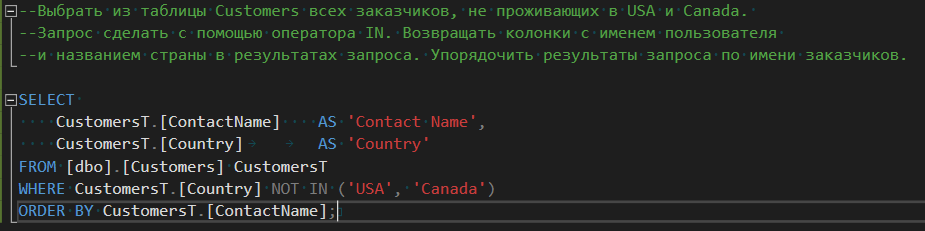 --Выбрать из таблицы Customers всех заказчиков, не проживающих в USA и Canada.
--Запрос сделать с помощью оператора IN. Возвращать колонки с именем пользователя
--и названием страны в результатах запроса. Упорядочить результаты запроса по имени заказчиков.
SELECT
CustomersT.[ContactName] AS 'Contact Name',
CustomersT.[Country] AS 'Country'
FROM [dbo].[Customers] CustomersT
WHERE CustomersT.[Country] NOT IN ('USA', 'Canada')
ORDER BY CustomersT.[ContactName];